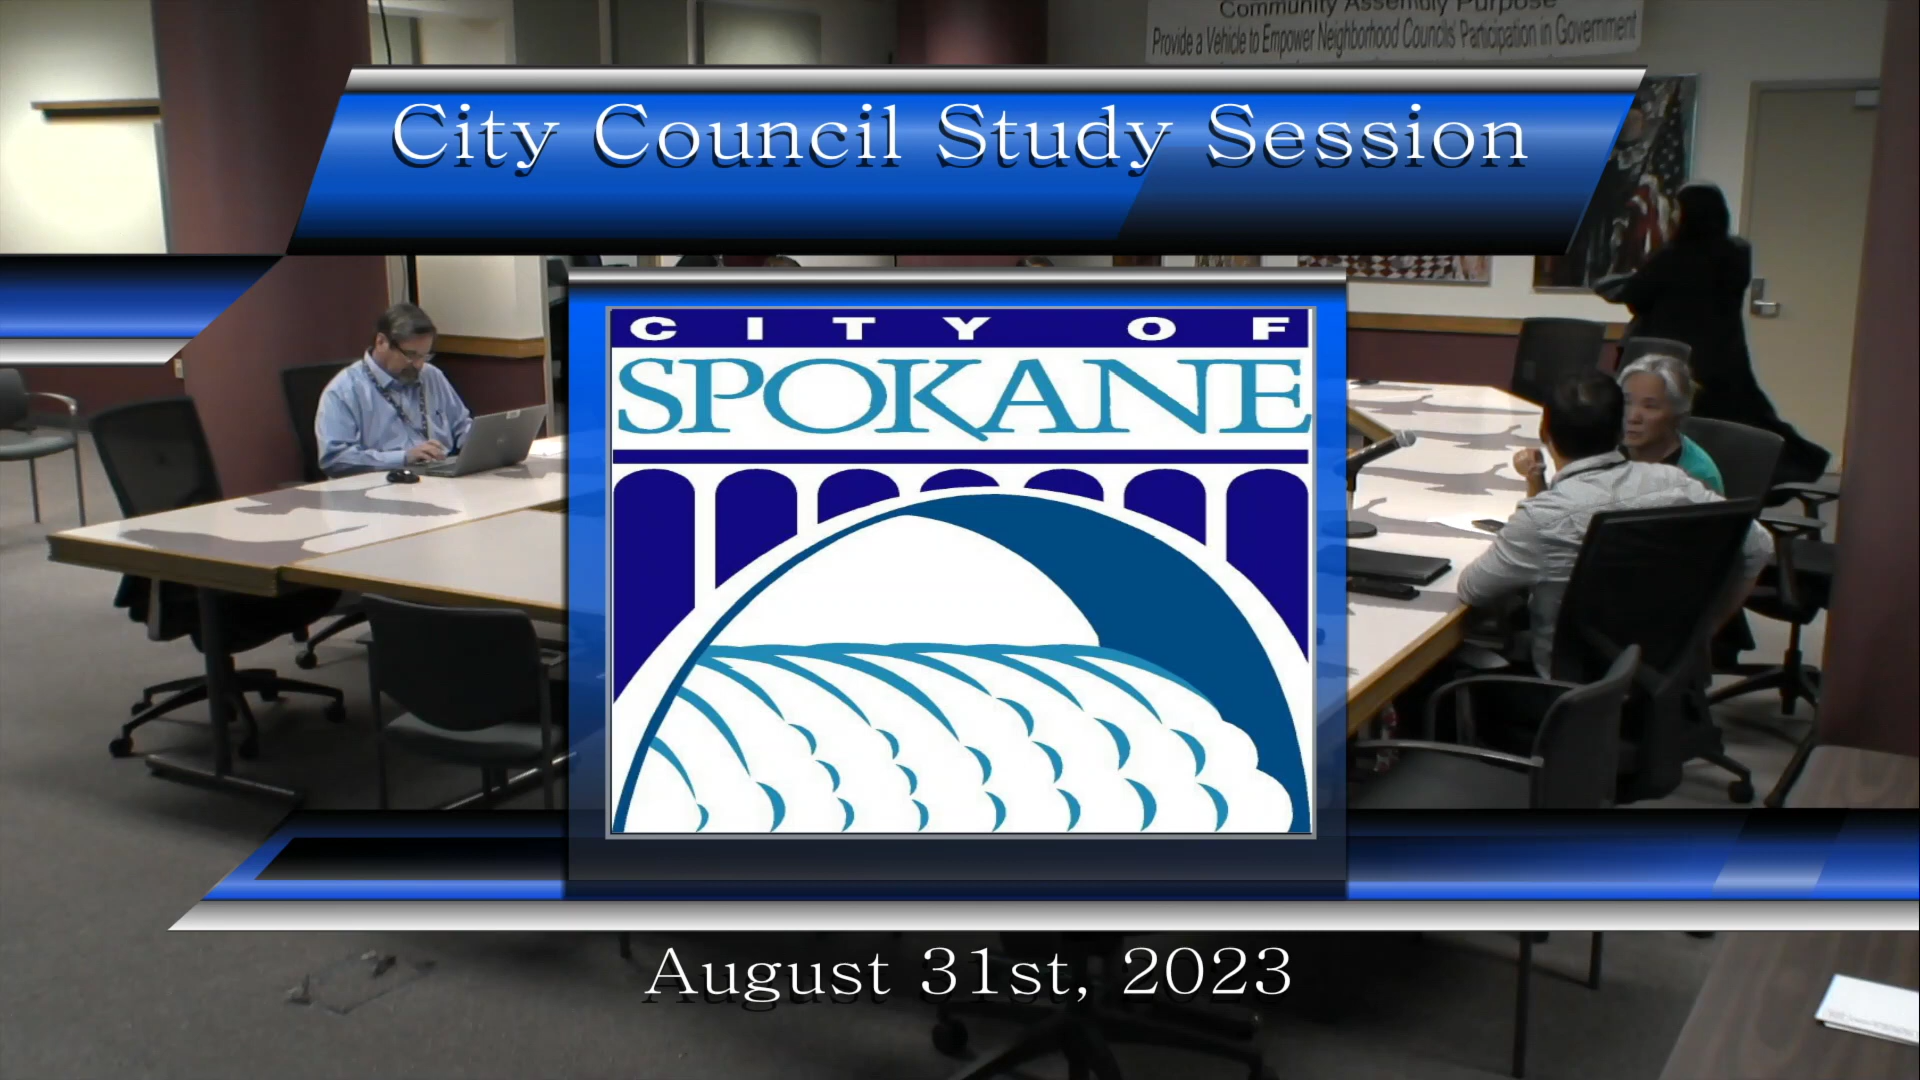 Community Assembly Purpose
Provide a Vehicle to Empower Neighborhood Councils' Participation in Government
City Council Study Session
CITY OF
SPOKANE
August 31st, 2023